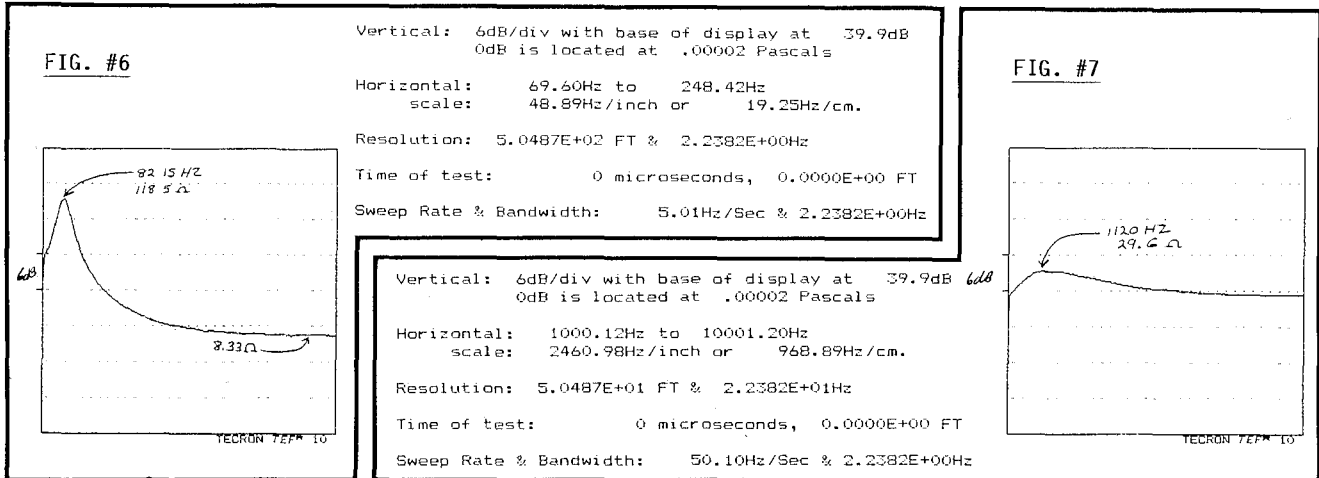 FIG. #6
Vertical: 6dB/div with base of display at 39.9dB
0dB is located at .00002 Pascals
Horizontal: 69.60Hz to 248.42Hz
scale: 48.89Hz/inch or 19.25Hz/cm.
Resolution: 5.0487E+02 FT & 2.2382E+00Hz
Time of test: 0 microseconds, 0.0000E+00 FT
Sweep Rate & Bandwidth: 5.01Hz/Sec & 2.2382E+00Hz
82.15 HZ
118.5 Ω
6dB
8.33Ω
TECRON TEF® 10
FIG. #7
Vertical: 6dB/div with base of display at 39.9dB
0dB is located at .00002 Pascals
Horizontal: 1000.12Hz to 10001.20Hz
scale: 2460.98Hz/inch or 968.89Hz/cm.
Resolution: 5.0487E+01 FT & 2.2382E+01Hz
Time of test: 0 microseconds, 0.0000E+00 FT
Sweep Rate & Bandwidth: 50.10Hz/Sec & 2.2382E+00Hz
1120 HZ
29.6 Ω
6dB
TECRON TEF® 10